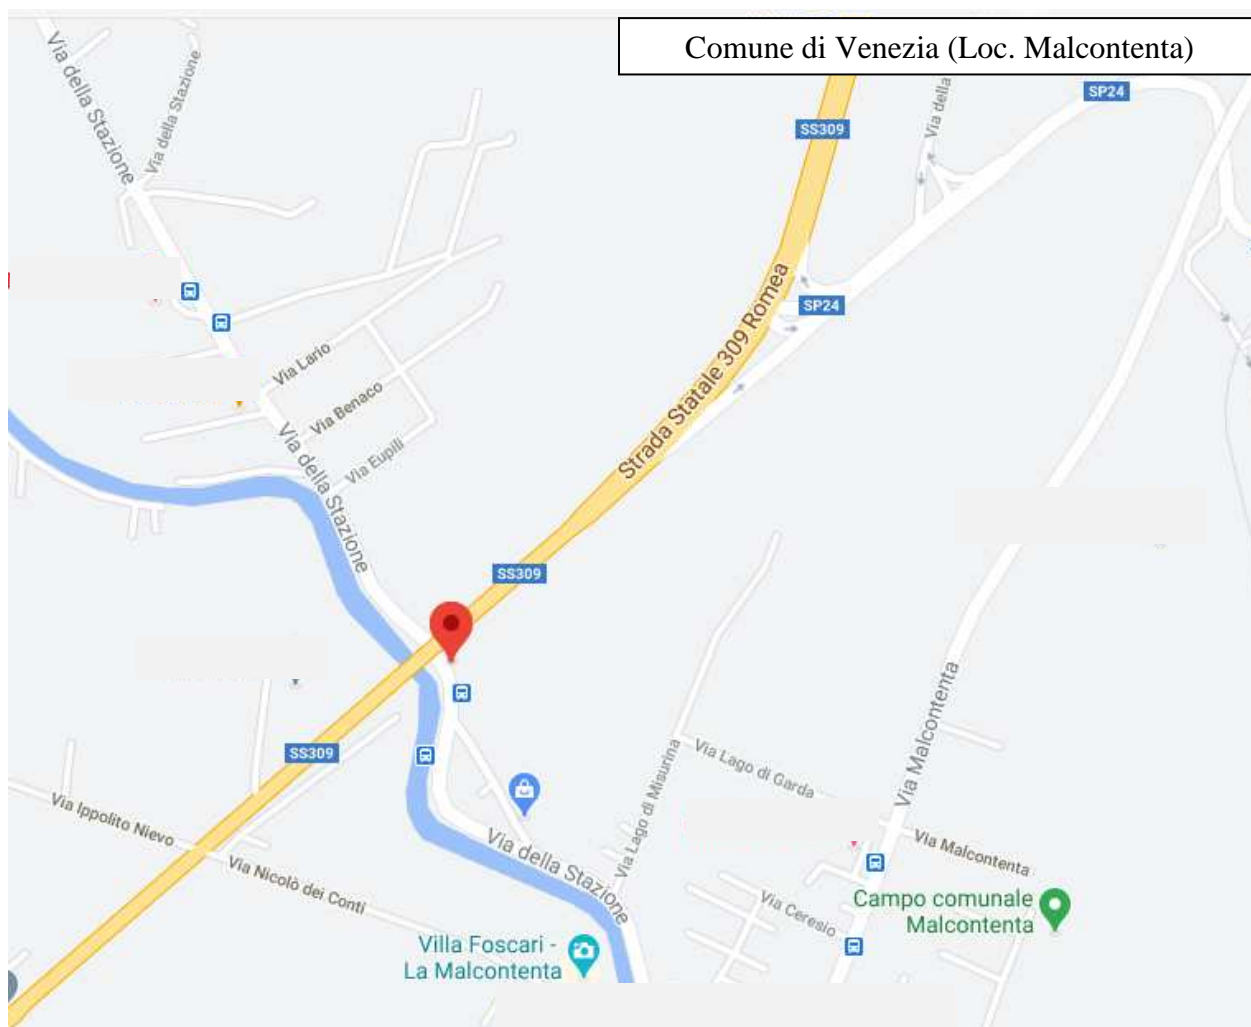 Comune di Venezia (Loc. Malcontenta)
Via della Stazione
Via della Stazione
Via della
SP24
SS309
SP24
Strada Statale 309 Romea
Via Lario
Via Benaco
Via Eupili
Via della Stazione
SS309
SS309
Via Ippolito Nievo
Via Nicolò dei Conti
Via Lago di Misurina
Via Lago di Garda
Via Malcontenta
Via Malcontenta
Via della Stazione
Via Ceresio
Campo comunale
Malcontenta
Villa Foscari -
La Malcontenta